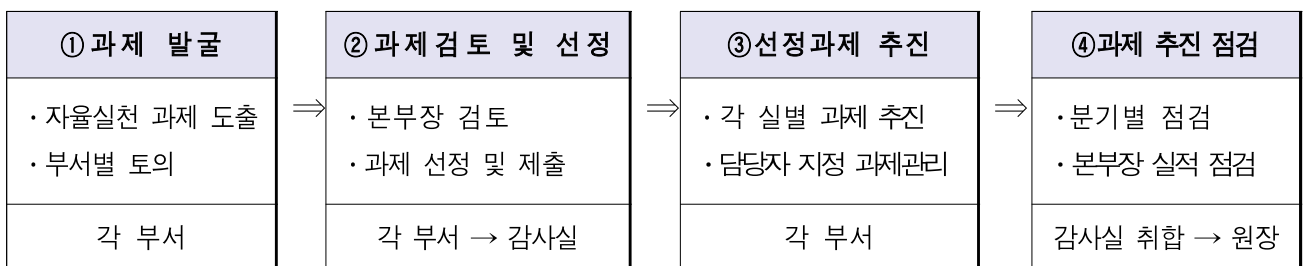 ①과제 발굴
· 자율실천 과제 도출
· 부서별 토의
각 부서
⇒
②과제검토 및 선정
· 본부장 검토
· 과제 선정 및 제출
각 부서 → 감사실
⇒
③선정과제 추진
· 각 실별 과제 추진
· 담당자 지정 과제관리
각 부서
⇒
④과제 추진 점검
· 분기별 점검
· 본부장 실적 점검
감사실 취합 → 원장